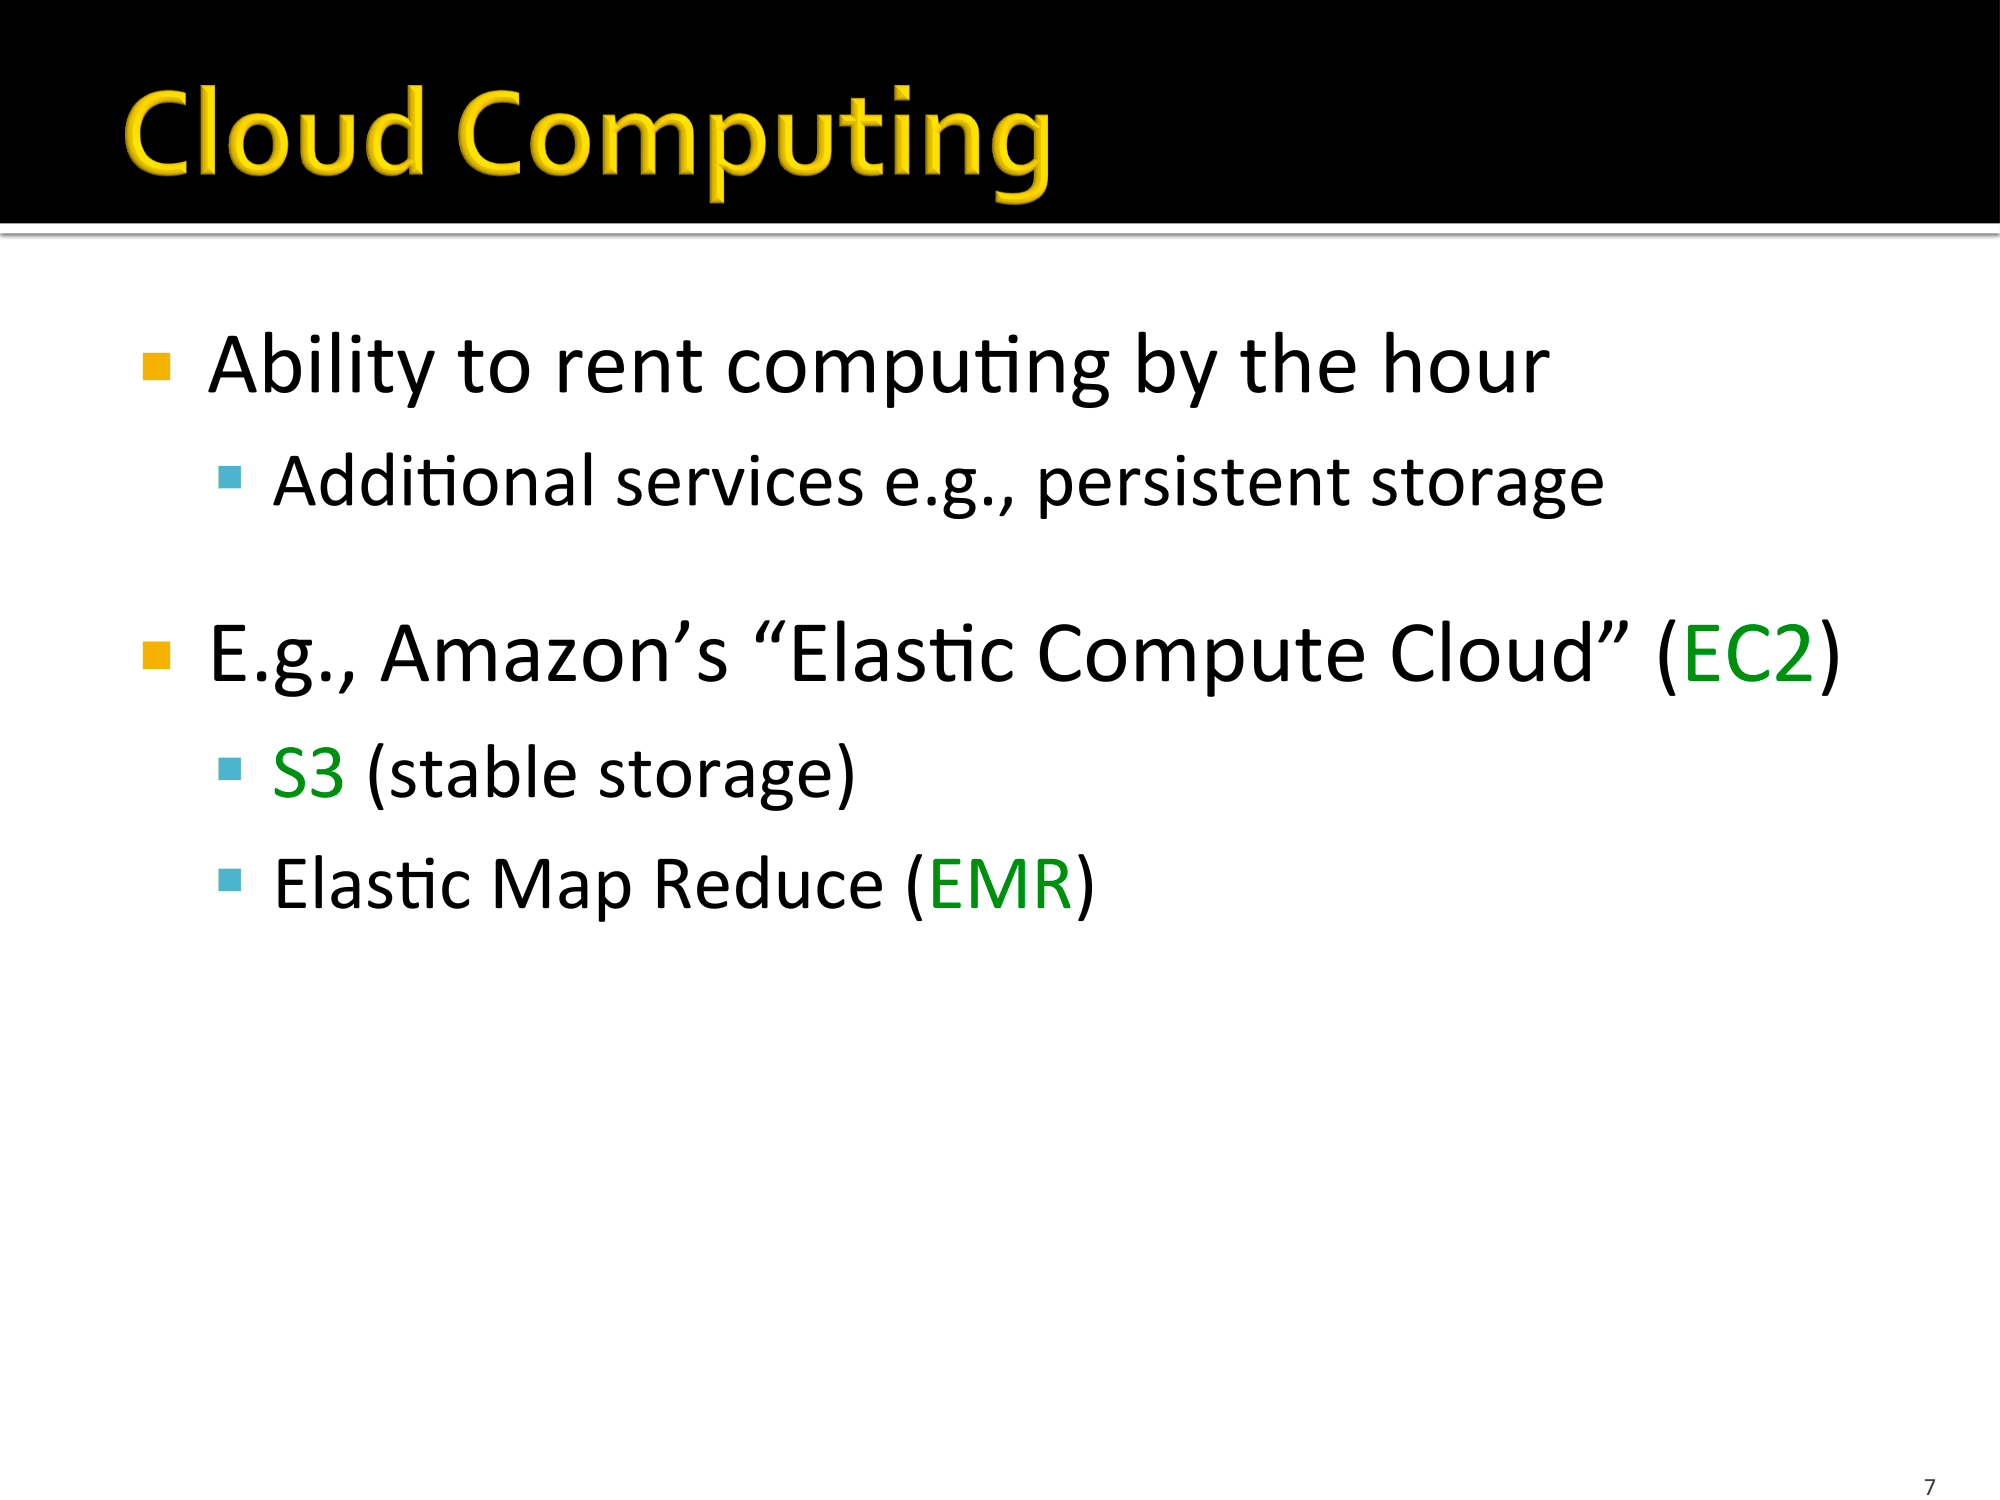 Cloud Computing
Ability to rent computing by the hour
Additional services e.g., persistent storage
E.g., Amazon’s “Elastic Compute Cloud” (EC2)
S3 (stable storage)
Elastic Map Reduce (EMR)
7